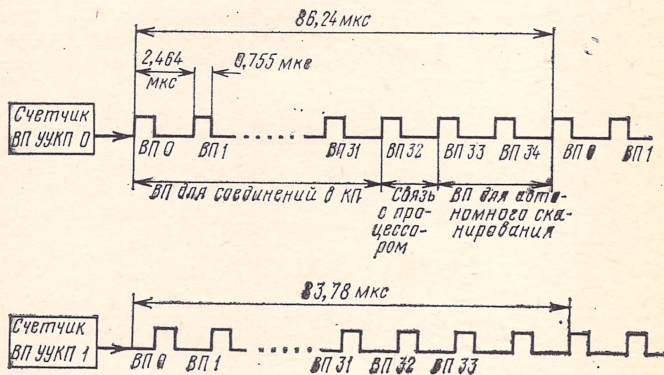 86,24 мкс
2,464
мкс
0,755 мкс
Счетчик
ВП УУКП 0
ВП 0
ВП 1
ВП 31
ВП 32
ВП 33
ВП 34
ВП 0
ВП 1
ВП для соединений в КП
Связь
с про-
цессо-
ром
ВП для авто-
номного ска-
нирования
83,78 мкс
Счетчик
ВП УУКП 1
ВП 0
ВП 1
ВП 31
ВП 32
ВП 33